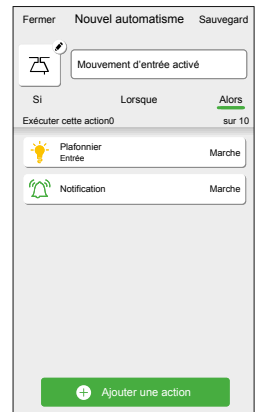 Fermer Nouvel automatisme Sauvegard
Mouvement d'entrée activé
Si Lorsque Alors
Exécuter cette action0 sur 10
Plafonnier
Entrée
Marche
Notification Marche
Ajouter une action